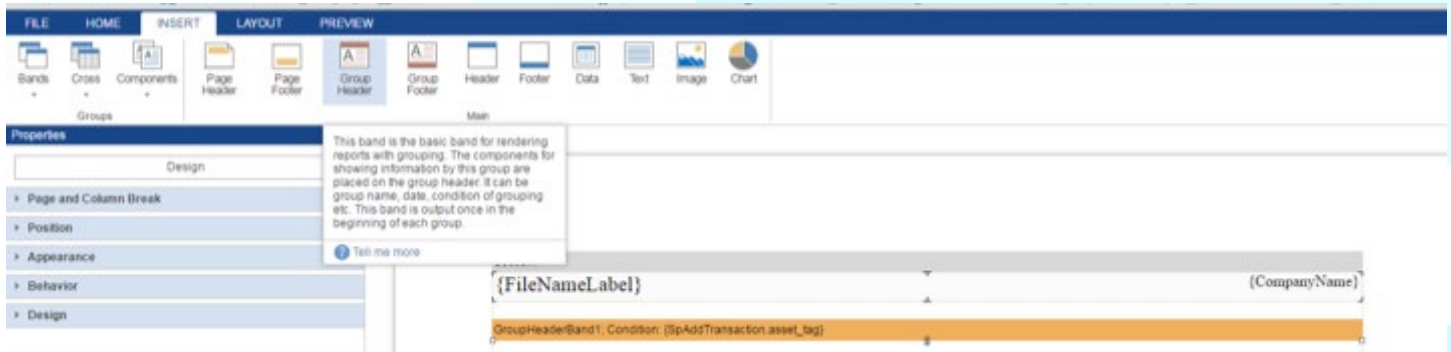 FILE HOME INSERT LAYOUT PREVIEW
Bands Cross Components Page Header Page Footer Group Header Group Footer Header Footer Data Text Image Chart
Groups Main
Properties
Design
Page and Column Break
Position
Appearance
Behavior
Design
This band is the basic band for rendering
reports with grouping. The components for
showing information by this group are
placed on the group header. It can be
group name, date, condition of grouping
etc. This band is output once in the
beginning of each group.
Tell me more
{FileNameLabel} {CompanyName}
GroupHeaderBand1; Condition: {SpAddTransaction.asset_tag}